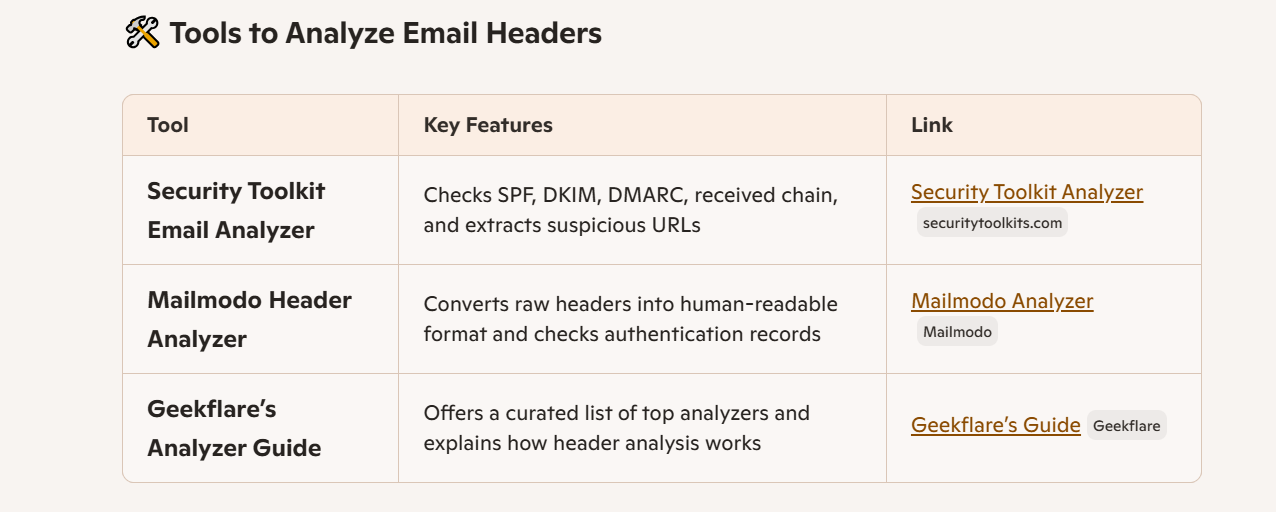 🛠️ Tools to Analyze Email Headers
Tool
Key Features
Link
Security Toolkit
Email Analyzer
Checks SPF, DKIM, DMARC, received chain,
and extracts suspicious URLs
Security Toolkit Analyzer
securitytoolkits.com
Mailmodo Header
Analyzer
Converts raw headers into human-readable
format and checks authentication records
Mailmodo Analyzer
Mailmodo
Geekflare’s
Analyzer Guide
Offers a curated list of top analyzers and
explains how header analysis works
Geekflare’s Guide Geekflare